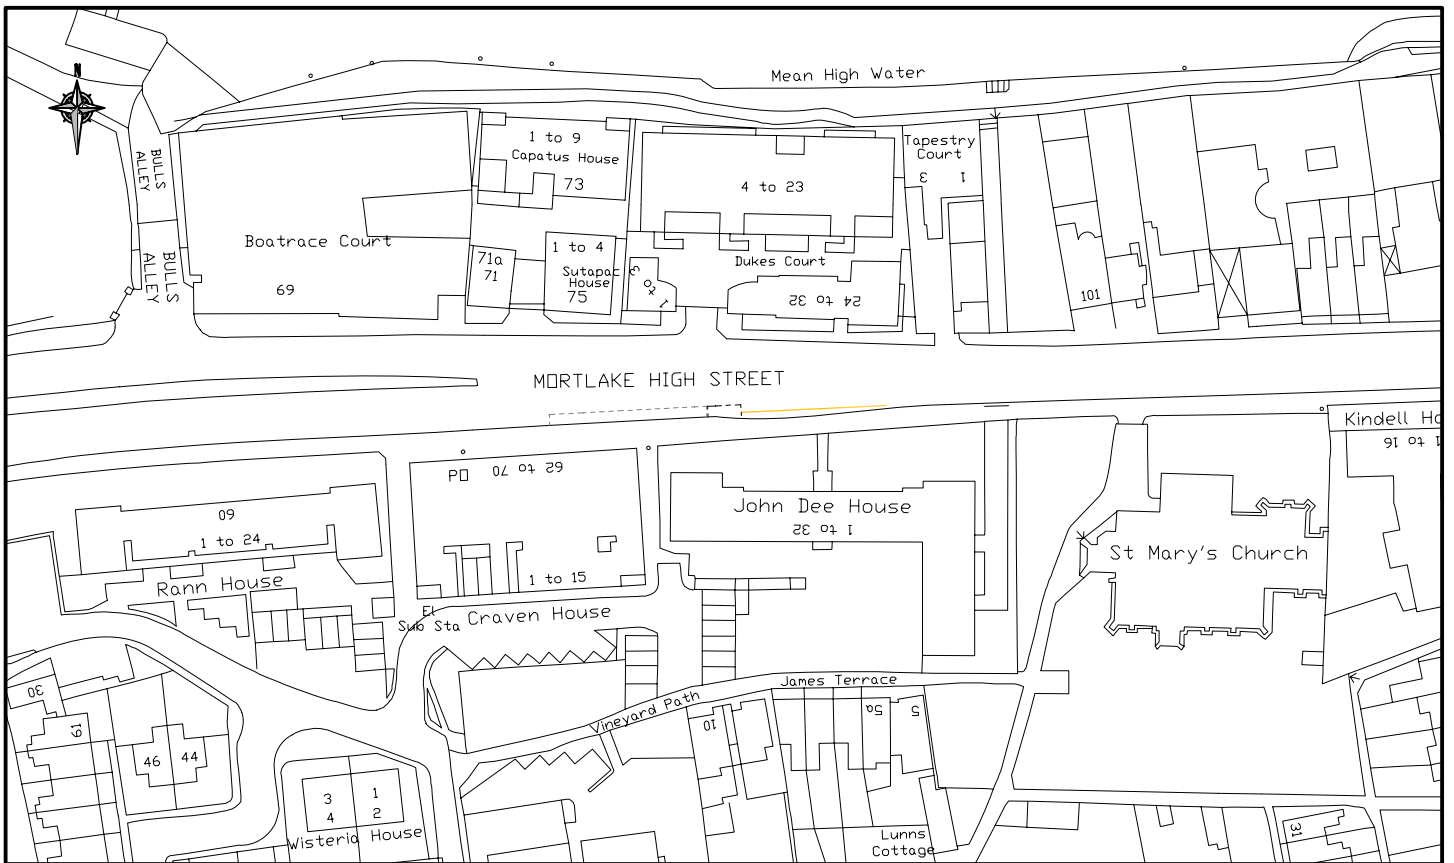 N
Mean High Water
BULLS
ALLEY
BULLS
ALLEY
1 to 9
Capatus House
73
4 to 23
Tapestry
Court
3
1
Boatrace Court
69
71a
71
1 to 4
Sutapac
House
75
1 to 3
Dukes Court
24 to 32
101
MORTLAKE HIGH STREET
Kindell Ho
1 to 16
PO
62 to 70
60
1 to 24
Rann House
John Dee House
1 to 32
St Mary's Church
1 to 15
El
Sub Sta
Craven House
James Terrace
Vineyard Path
30
19
46
44
10
5a
5
3
4
1
2
Wisteria House
Lunns
Cottage
31